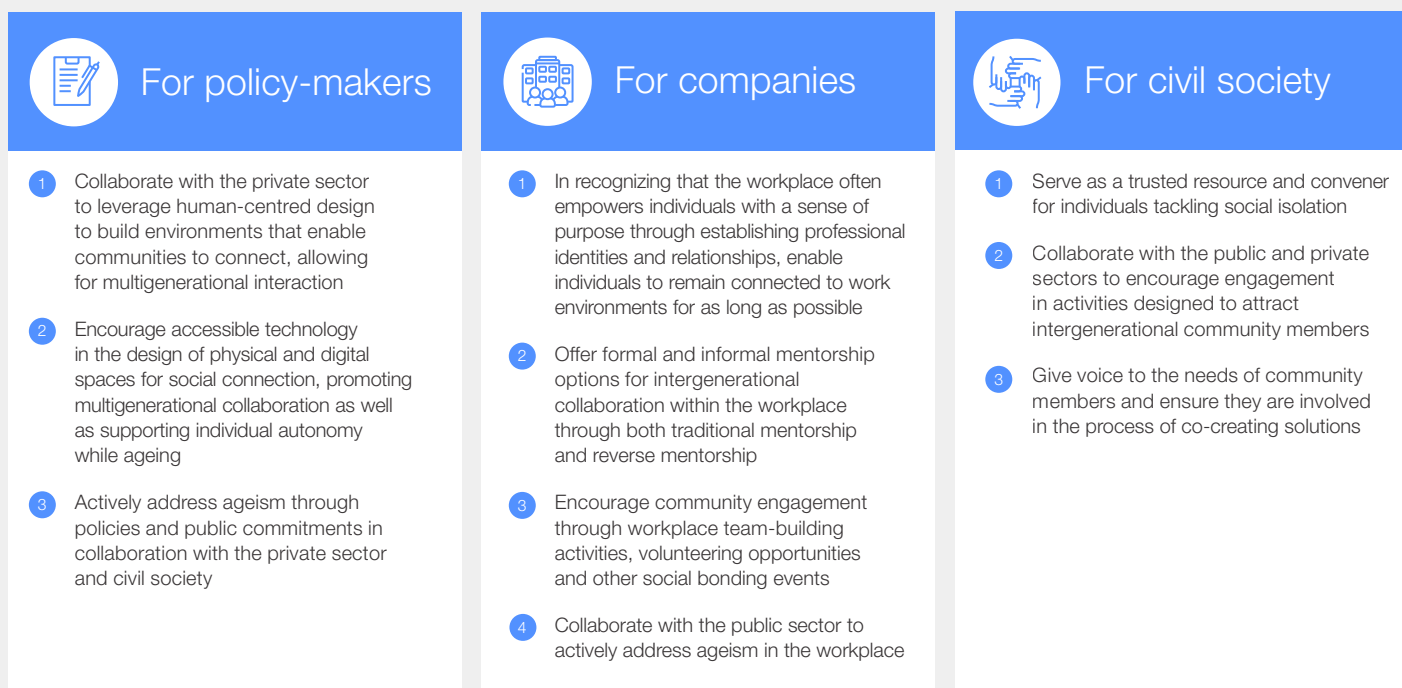 For policy-makers
1
Collaborate with the private sector
to leverage human-centred design
to build environments that enable
communities to connect, allowing
for multigenerational interaction
2
Encourage accessible technology
in the design of physical and digital
spaces for social connection, promoting
multigenerational collaboration as well
as supporting individual autonomy
while ageing
3
Actively address ageism through
policies and public commitments in
collaboration with the private sector
and civil society
For companies
1
In recognizing that the workplace often
empowers individuals with a sense of
purpose through establishing professional
identities and relationships, enable
individuals to remain connected to work
environments for as long as possible
2
Offer formal and informal mentorship
options for intergenerational
collaboration within the workplace
through both traditional mentorship
and reverse mentorship
3
Encourage community engagement
through workplace team-building
activities, volunteering opportunities
and other social bonding events
4
Collaborate with the public sector to
actively address ageism in the workplace
For civil society
1
Serve as a trusted resource and convener
for individuals tackling social isolation
2
Collaborate with the public and private
sectors to encourage engagement
in activities designed to attract
intergenerational community members
3
Give voice to the needs of community
members and ensure they are involved
in the process of co-creating solutions